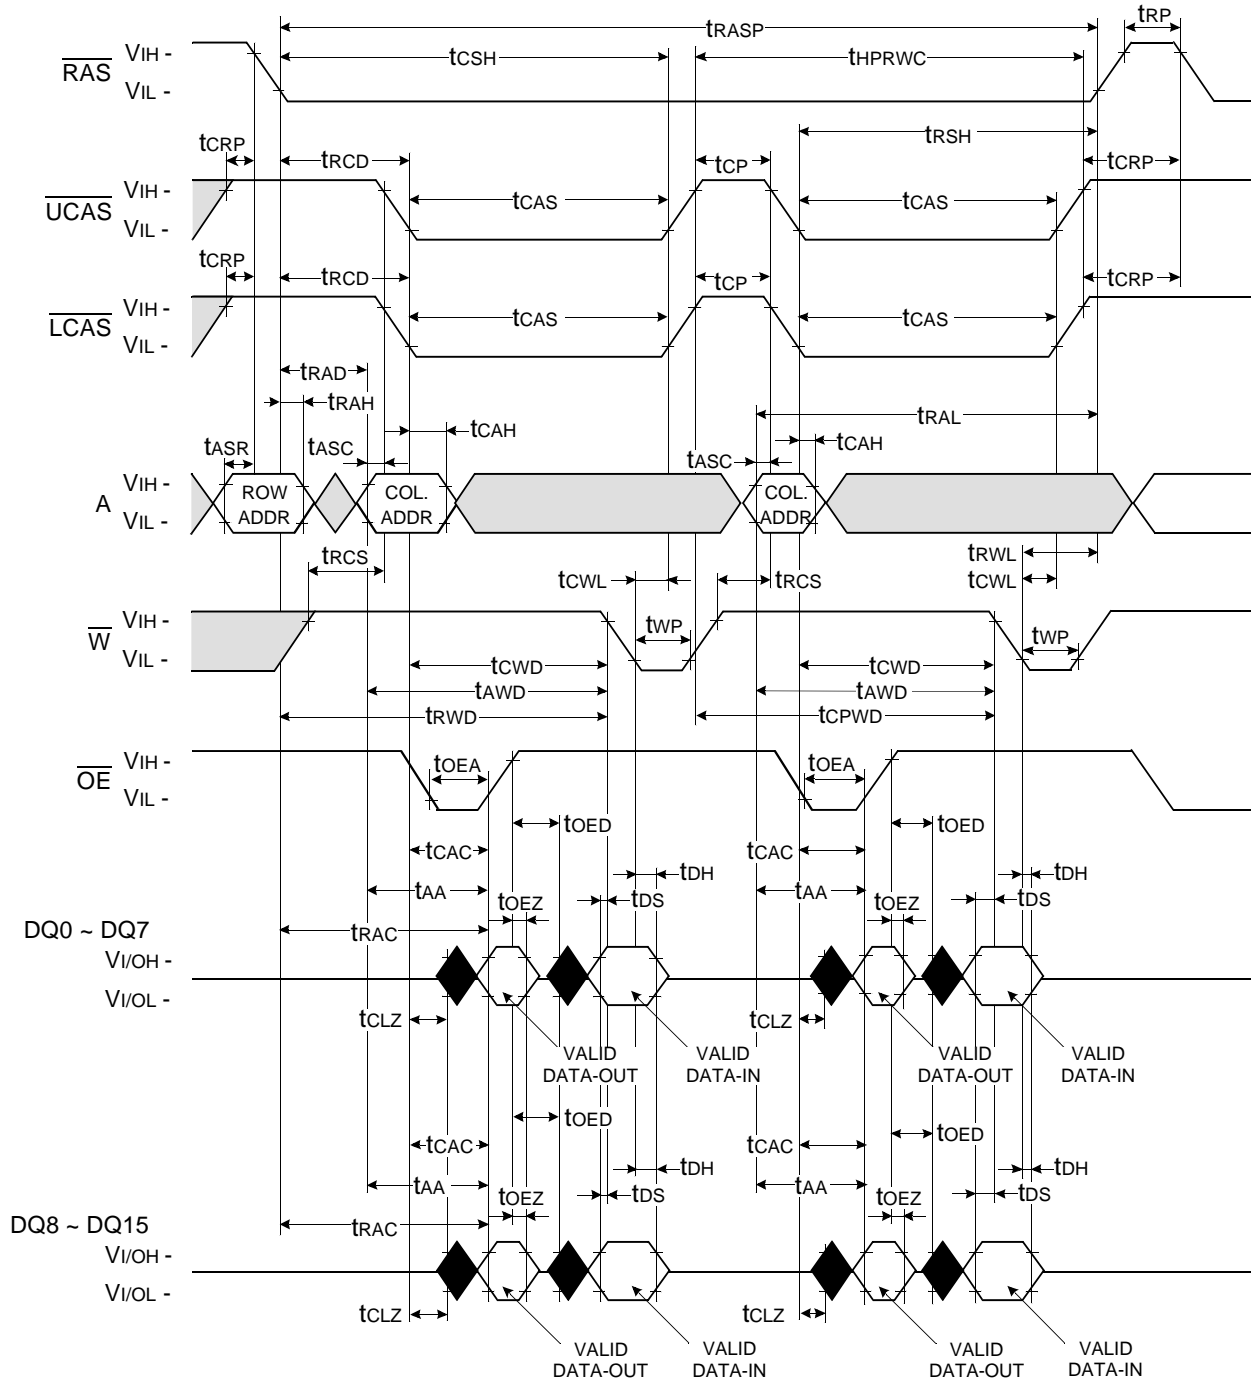 tRASP
tRP
tCSH
tHPRWC
RAS
VIH -
VIL -
tRSH
tCRP
tRCD
tCP
tCRP
UCAS
VIH -
VIL -
tCAS
tCAS
tCRP
tRCD
tCP
tCRP
LCAS
VIH -
VIL -
tCAS
tCAS
tRAD
tRAH
tRAL
tASR
tASC
tCAH
tASC
tCAH
A
VIH -
VIL -
ROW
ADDR
COL.
ADDR
COL.
ADDR
tRCS
tCWL
tRCS
tRWL
tCWL
W
VIH -
VIL -
tWP
tWP
tCWD
tCWD
tAWD
tAWD
tRWD
tCPWD
OE
VIH -
VIL -
tOEA
tOEA
tOED
tOED
tCAC
tCAC
tDH
tDH
tAA
tAA
tOEZ
tDS
tOEZ
tDS
tRAC
DQ0 ~ DQ7
VI/OH -
VI/OL -
tCLZ
tCLZ
VALID
DATA-OUT
VALID
DATA-IN
VALID
DATA-OUT
VALID
DATA-IN
tOED
tOED
tCAC
tCAC
tDH
tDH
tAA
tAA
tOEZ
tDS
tOEZ
tDS
tRAC
DQ8 ~ DQ15
VI/OH -
VI/OL -
tCLZ
tCLZ
VALID
DATA-OUT
VALID
DATA-IN
VALID
DATA-OUT
VALID
DATA-IN